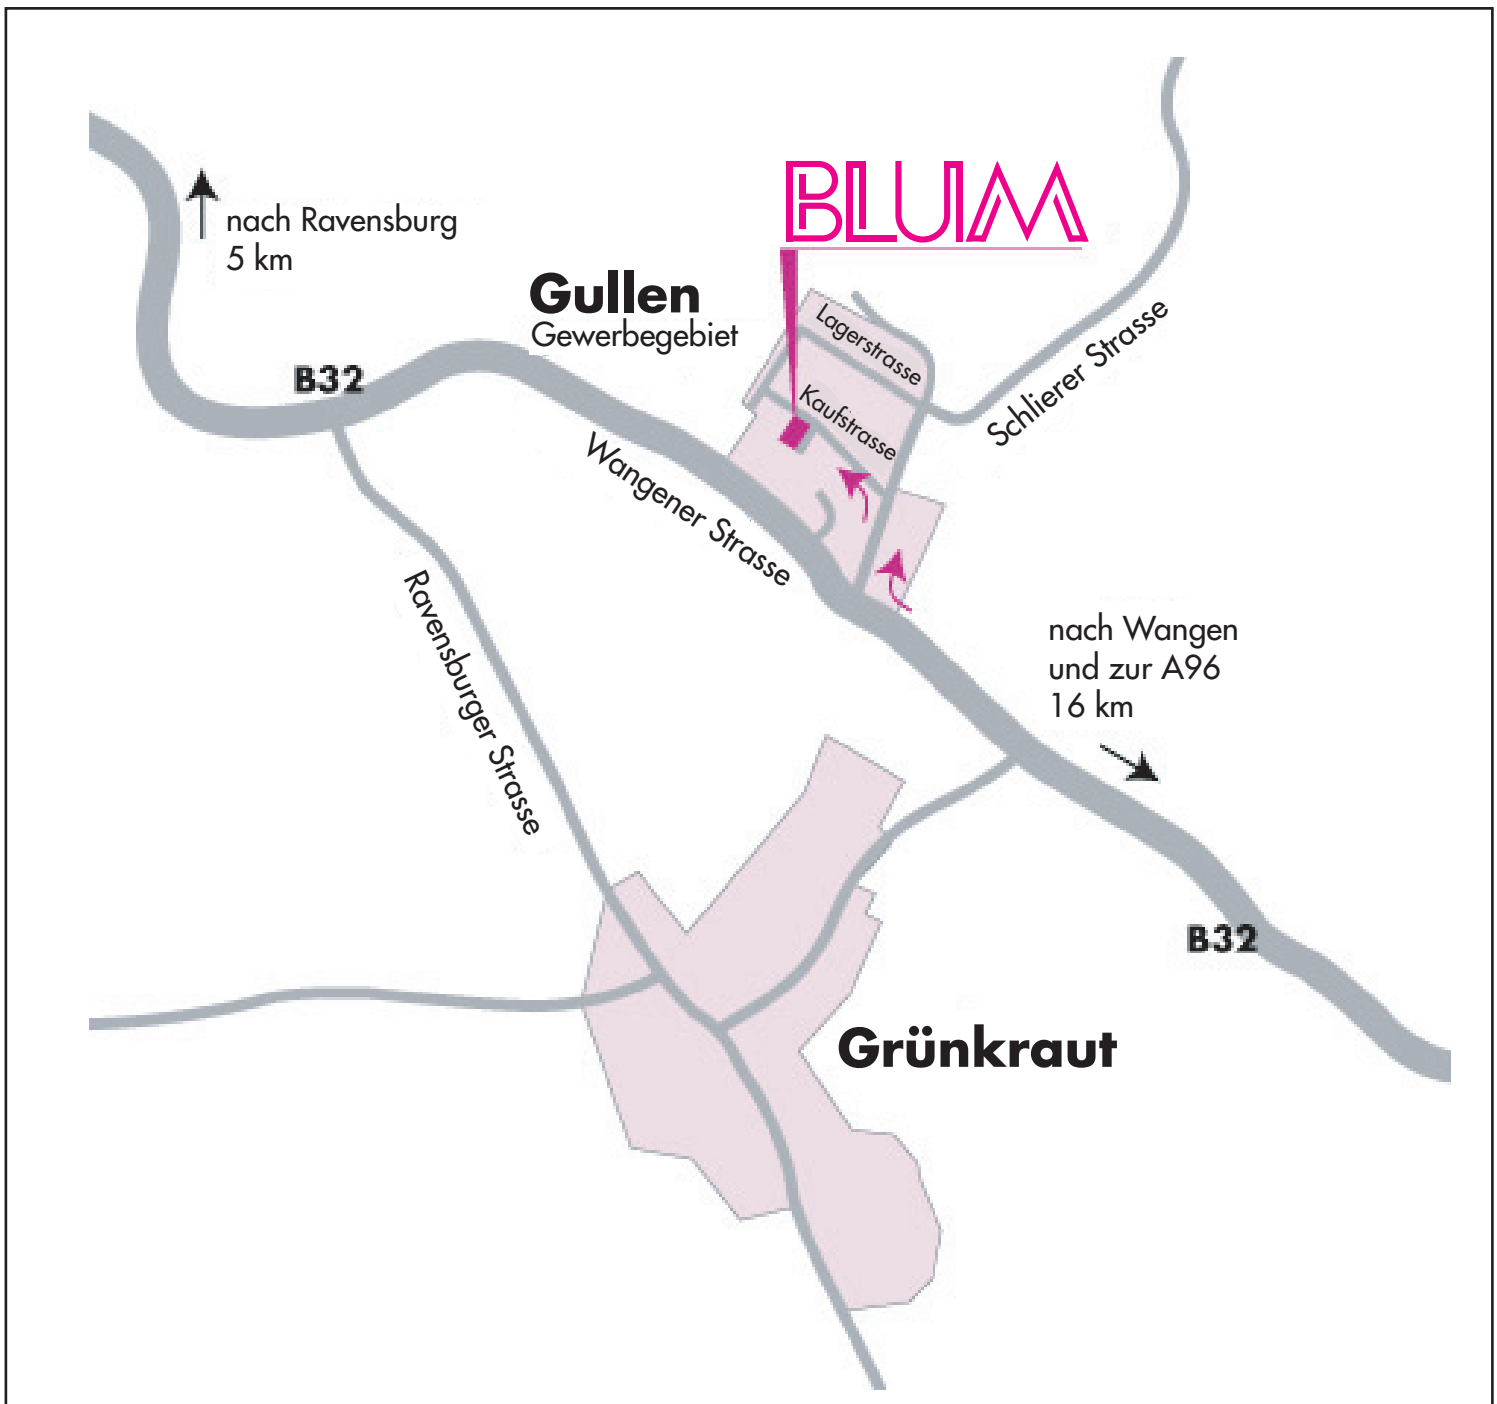 BLUM
nach Ravensburg
5 km
Gullen
Gewerbegebiet
Lagerstrasse
B32
Kaufstrasse
Schlierer Strasse
Wangener Strasse
Ravensburger Strasse
nach Wangen
und zur A96
16 km
B32
Grünkraut